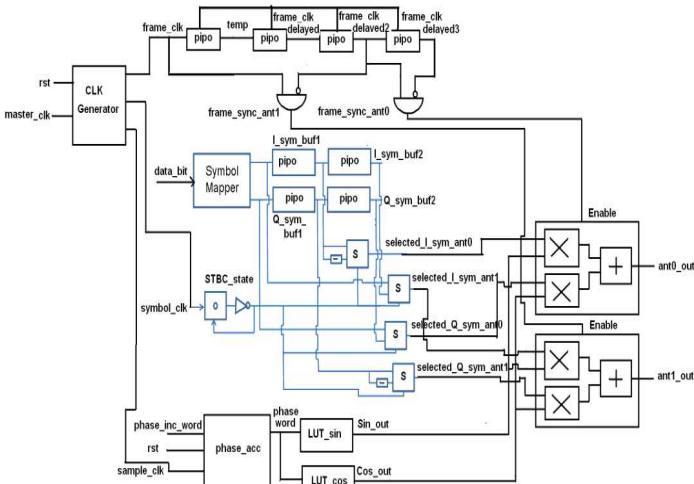 frame_clk
temp
frame_clk
delayed
frame_clk
delayed2
frame_clk
delayed3
pipo
pipo
pipo
pipo
rst
master_clk
CLK
Generator
frame_sync_ant1
frame_sync_ant0
I_sym_buf1
I_sym_buf2
data_bit
Symbol
Mapper
pipo
pipo
pipo
pipo
Q_sym_
buf1
Q_sym_buf2
S
selected_I_sym_ant0
Enable
ant0_out
STBC_state
symbol_clk
S
selected_I_sym_ant1
S
selected_Q_sym_ant0
S
selected_Q_sym_ant1
Enable
ant1_out
phase_inc_word
rst
sample_clk
phase_acc
phase
word
LUT_sin
Sin_out
LUT_cos
Cos_out